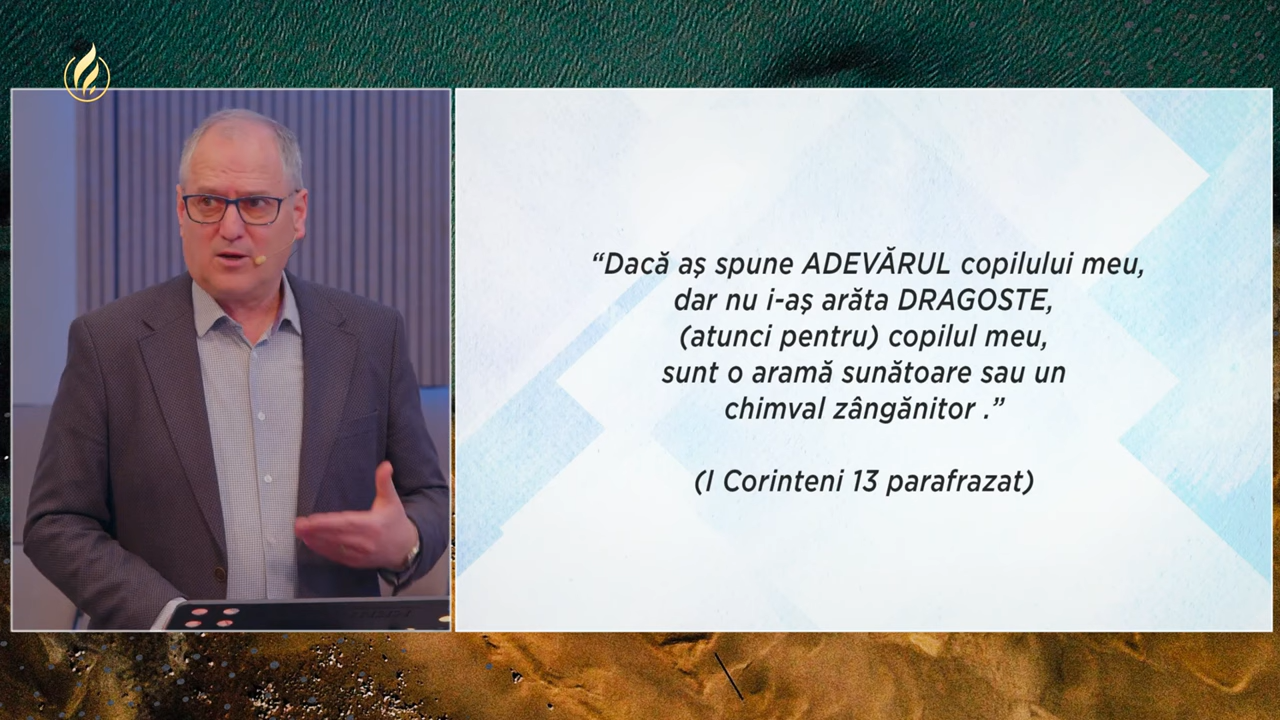 “Dacă aș spune ADEVĂRUL copilului meu,
dar nu i-aș arăta DRAGOSTE,
(atunci pentru) copilul meu,
sunt o aramă sunătoare sau un
chimval zângănitor .”
(I Corinteni 13 parafrazat)